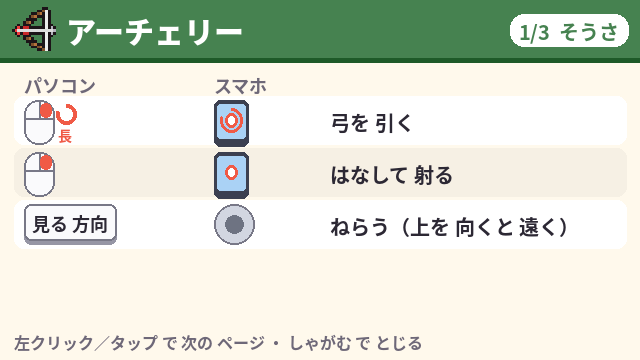 アーチェリー
1/3 そうさ
パソコン
スマホ
長
弓を 引く
はなして 射る
見る 方向
ねらう（上を 向くと 遠く）
左クリック／タップ で 次の ページ ・ しゃがむ で とじる